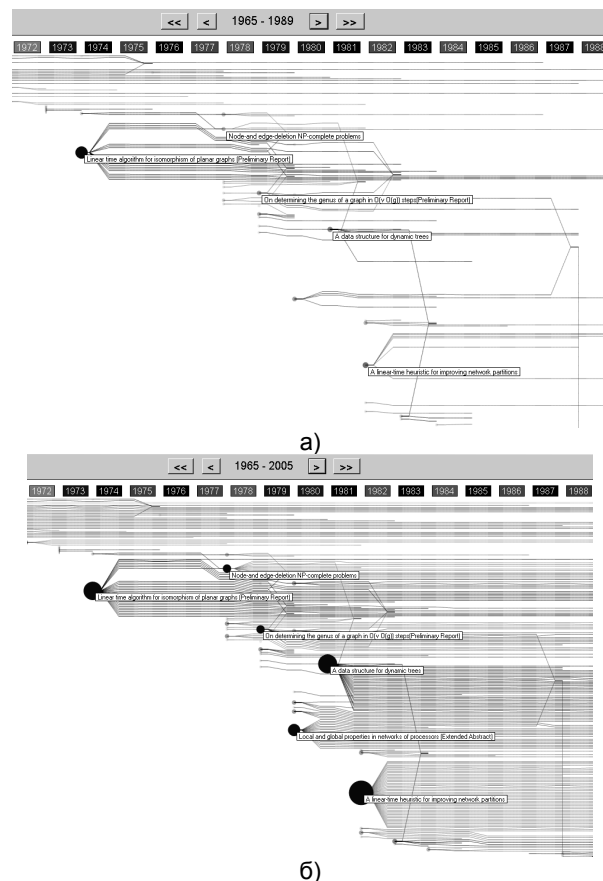 << < 1965 - 1989 > >>
1972 1973 1974 1975 1976 1977 1978 1979 1980 1981 1982 1983 1984 1985 1986 1987 1988
Node-and edge-deletion NP-complete problems
Linear time algorithm for isomorphism of planar graphs (Preliminary Report)
On determining the genus of a graph in O(v O(g)) steps(Preliminary Report)
A data structure for dynamic trees
A linear-time heuristic for improving network partitions
а)
<< < 1965 - 2005 > >>
1972 1973 1974 1975 1976 1977 1978 1979 1980 1981 1982 1983 1984 1985 1986 1987 1988
Node-and edge-deletion NP-complete problems
Linear time algorithm for isomorphism of planar graphs (Preliminary Report)
On determining the genus of a graph in O(v O(g)) steps(Preliminary Report)
A data structure for dynamic trees
Local and global properties in networks of processors (Extended Abstract)
A linear-time heuristic for improving network partitions
б)